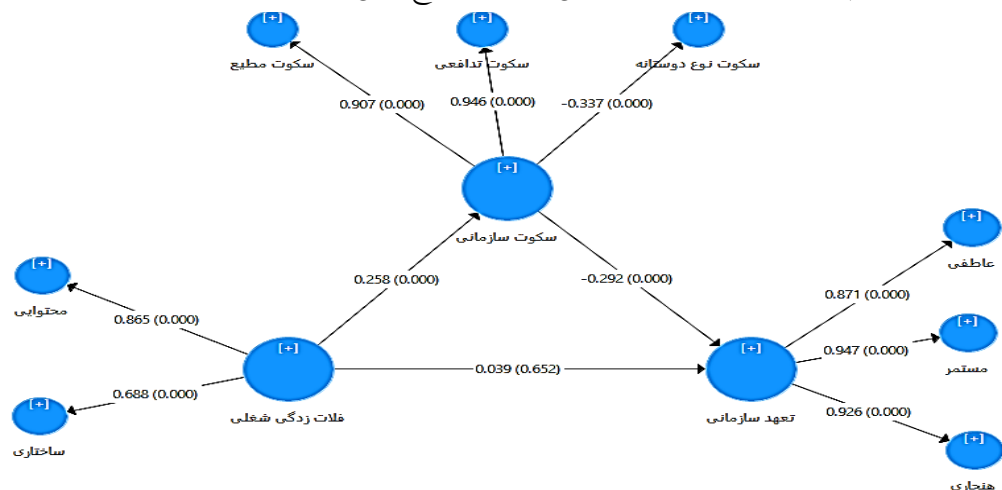 [+]
[+]
[+]
سکوت مطیع
سکوت تدافعی
سکوت نوع دوستانه
0.907 (0.000)
0.946 (0.000)
-0.337 (0.000)
[+]
سکوت سازمانی
[+]
عاطفی
[+]
محتوایی
0.258 (0.000)
-0.292 (0.000)
0.871 (0.000)
0.865 (0.000)
[+]
مستمر
0.947 (0.000)
[+]
فلات زدگی شغلی
0.039 (0.652)
[+]
تعهد سازمانی
0.688 (0.000)
0.926 (0.000)
[+]
ساختاری
[+]
هنجاری